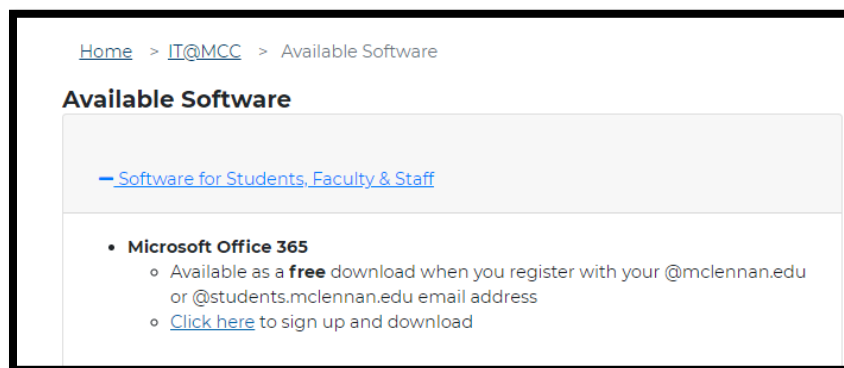 Home > IT@MCC > Available Software
Available Software
Software for Students, Faculty & Staff
Microsoft Office 365
Available as a free download when you register with your @mclennan.edu
or @students.mclennan.edu email address
Click here to sign up and download